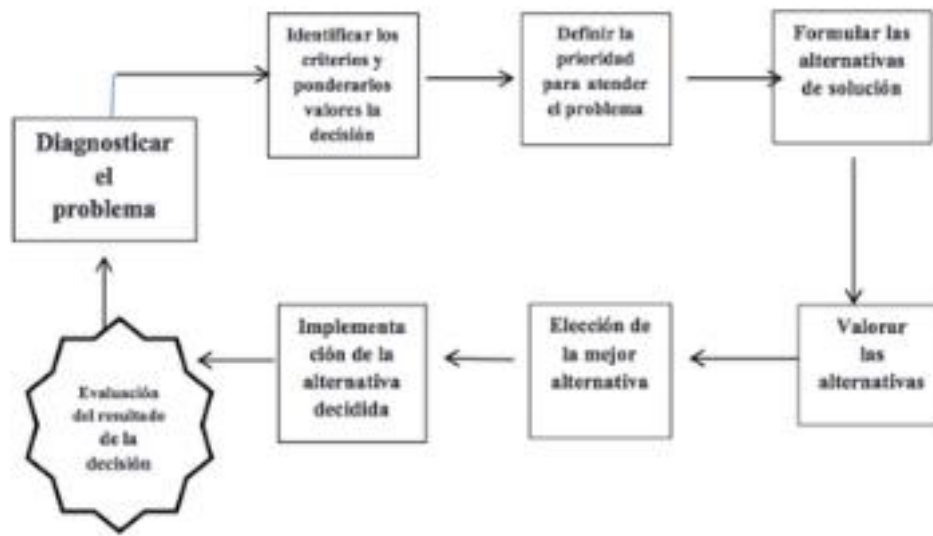 Diagnosticar
el
problema
Identificar los
criterios y
ponderarlos
valores la
decisión
Definir la
prioridad
para atender
el problema
Formular las
alternativas
de solución
Valorar
las
alternativas
Elección de
la mejor
alternativa
Implementa
ción de la
alternativa
decidida
Evaluación
del resultado
de la
decisión